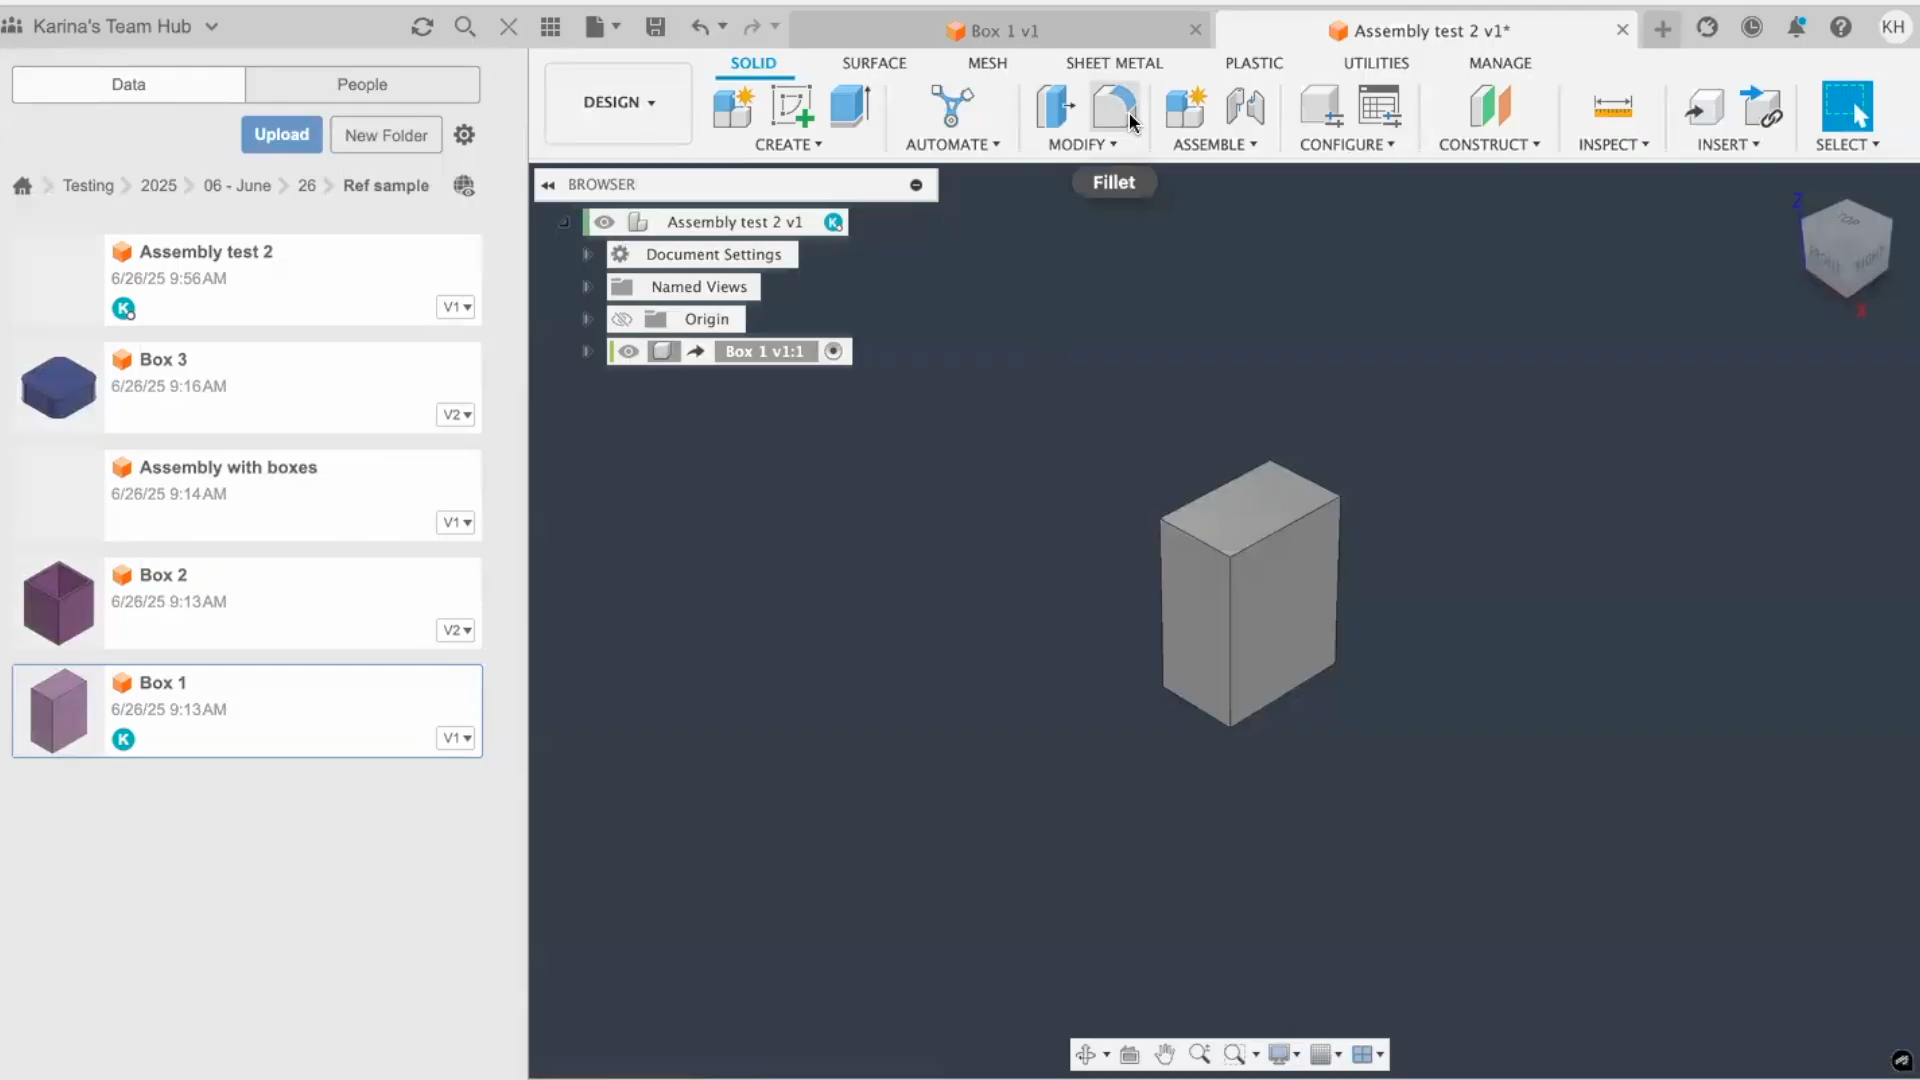 Karina's Team Hub
Box 1 v1
Assembly test 2 v1*
KH
Data
People
Upload
New Folder
Testing
2025
06 - June
26
Ref sample
Assembly test 2
6/26/25 9:56 AM
K
V1
Box 3
6/26/25 9:16 AM
V2
Assembly with boxes
6/26/25 9:14 AM
V1
Box 2
6/26/25 9:13 AM
V2
Box 1
6/26/25 9:13 AM
K
V1
DESIGN
SOLID
SURFACE
MESH
SHEET METAL
PLASTIC
UTILITIES
MANAGE
CREATE
AUTOMATE
MODIFY
ASSEMBLE
CONFIGURE
CONSTRUCT
INSPECT
INSERT
SELECT
Fillet
BROWSER
Assembly test 2 v1
K
Document Settings
Named Views
Origin
Box 1 v1:1
Z
TOP
FRONT
RIGHT
X